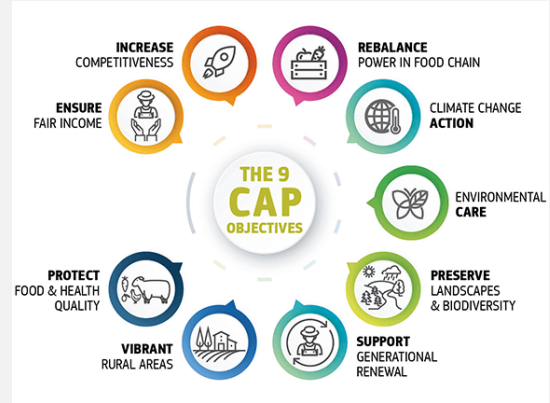 THE 9
CAP
OBJECTIVES
INCREASE
COMPETITIVENESS
REBALANCE
POWER IN FOOD CHAIN
ENSURE
FAIR INCOME
CLIMATE CHANGE
ACTION
ENVIRONMENTAL
CARE
PROTECT
FOOD & HEALTH
QUALITY
PRESERVE
LANDSCAPES
& BIODIVERSITY
VIBRANT
RURAL AREAS
SUPPORT
GENERATIONAL
RENEWAL